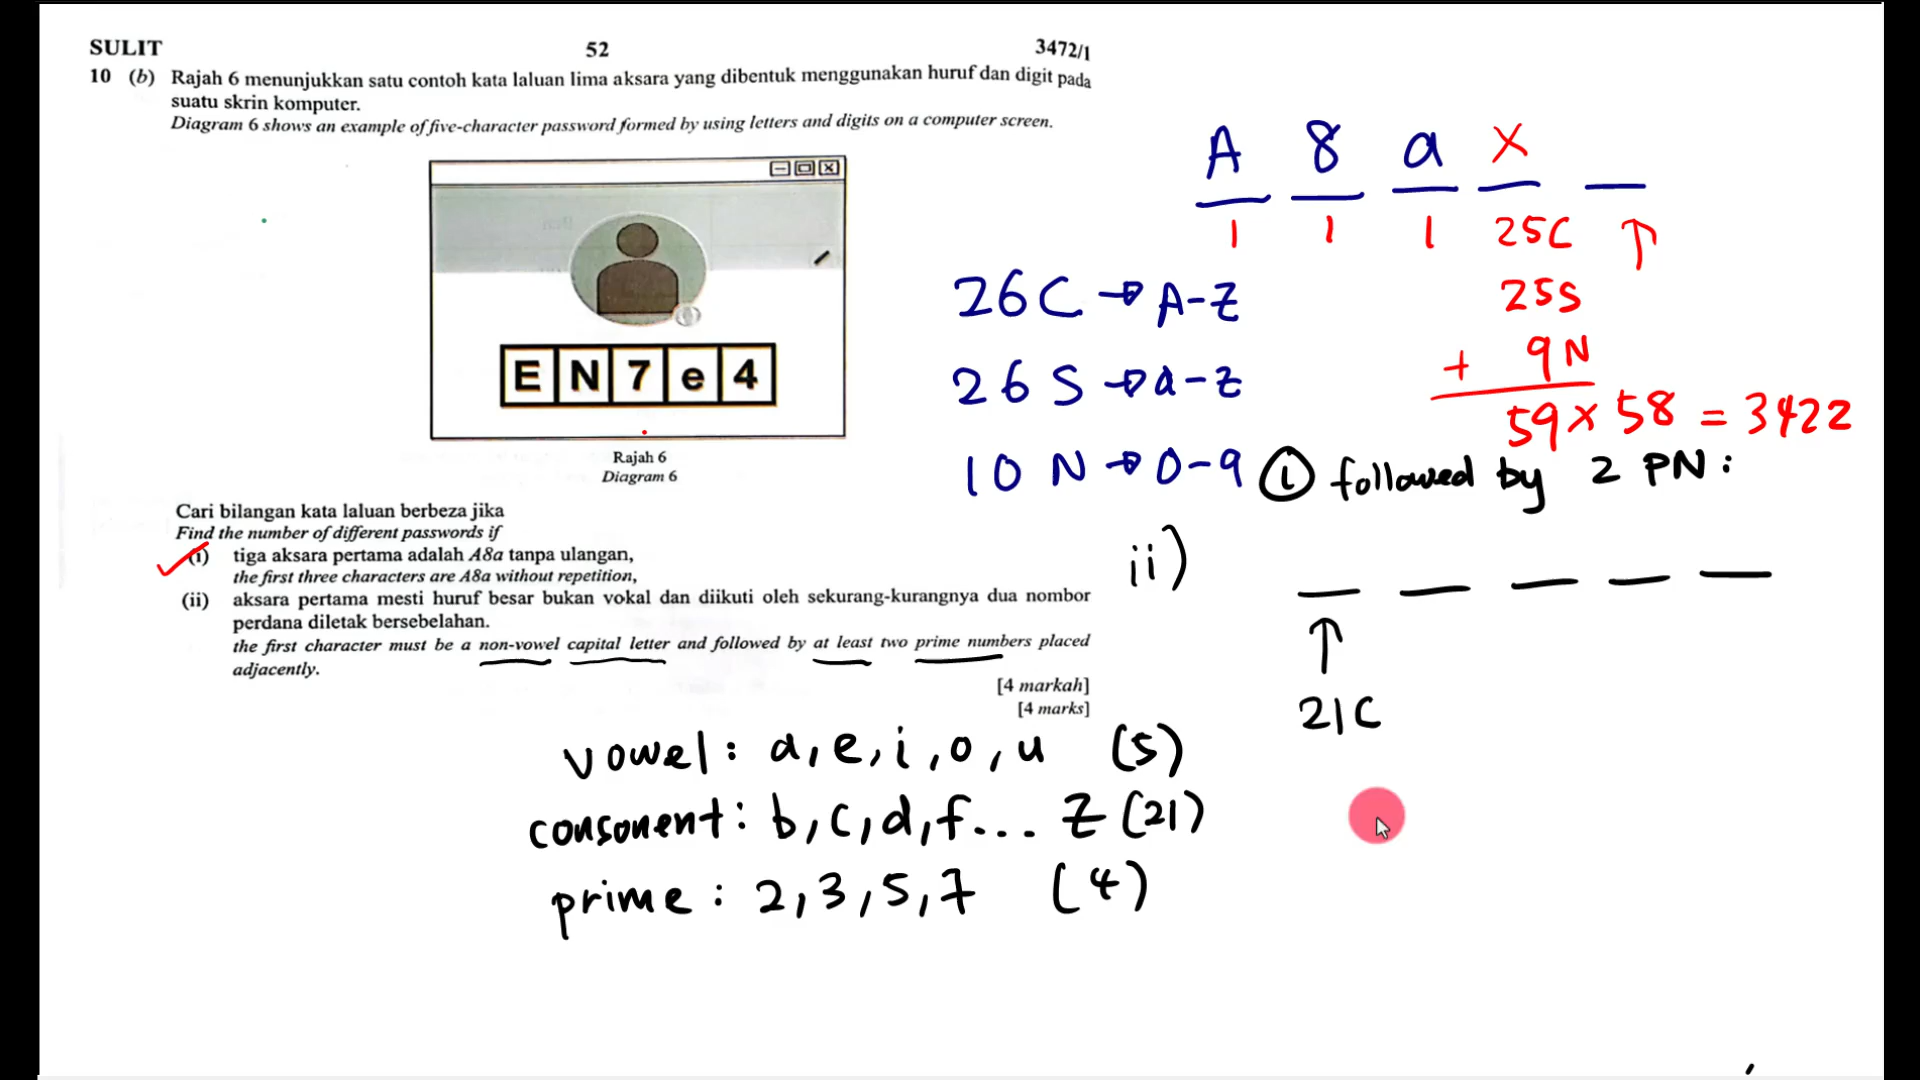 SULIT 52 3472/1
10 (b) Rajah 6 menunjukkan satu contoh kata laluan lima aksara yang dibentuk menggunakan huruf dan digit pada
suatu skrin komputer.
Diagram 6 shows an example of five-character password formed by using letters and digits on a computer screen.
E N 7 e 4
Rajah 6
Diagram 6
Cari bilangan kata laluan berbeza jika
Find the number of different passwords if
(i) tiga aksara pertama adalah A8a tanpa ulangan,
the first three characters are A8a without repetition,
(ii) aksara pertama mesti huruf besar bukan vokal dan diikuti oleh sekurang-kurangnya dua nombor
perdana diletak bersebelahan.
the first character must be a non-vowel capital letter and followed by at least two prime numbers placed
adjacently.
[4 markah]
[4 marks]
vowel : a, e, i, o, u (5)
consonent : b, c, d, f... z (21)
prime : 2, 3, 5, 7 (4)
A 8 a x
1 1 1 25C ↑
25S
+ 9N
59 x 58 = 3422
26C → A-Z
26 S → a-z
10 N → 0-9
① followed by 2 PN :
ii)
↑
21C